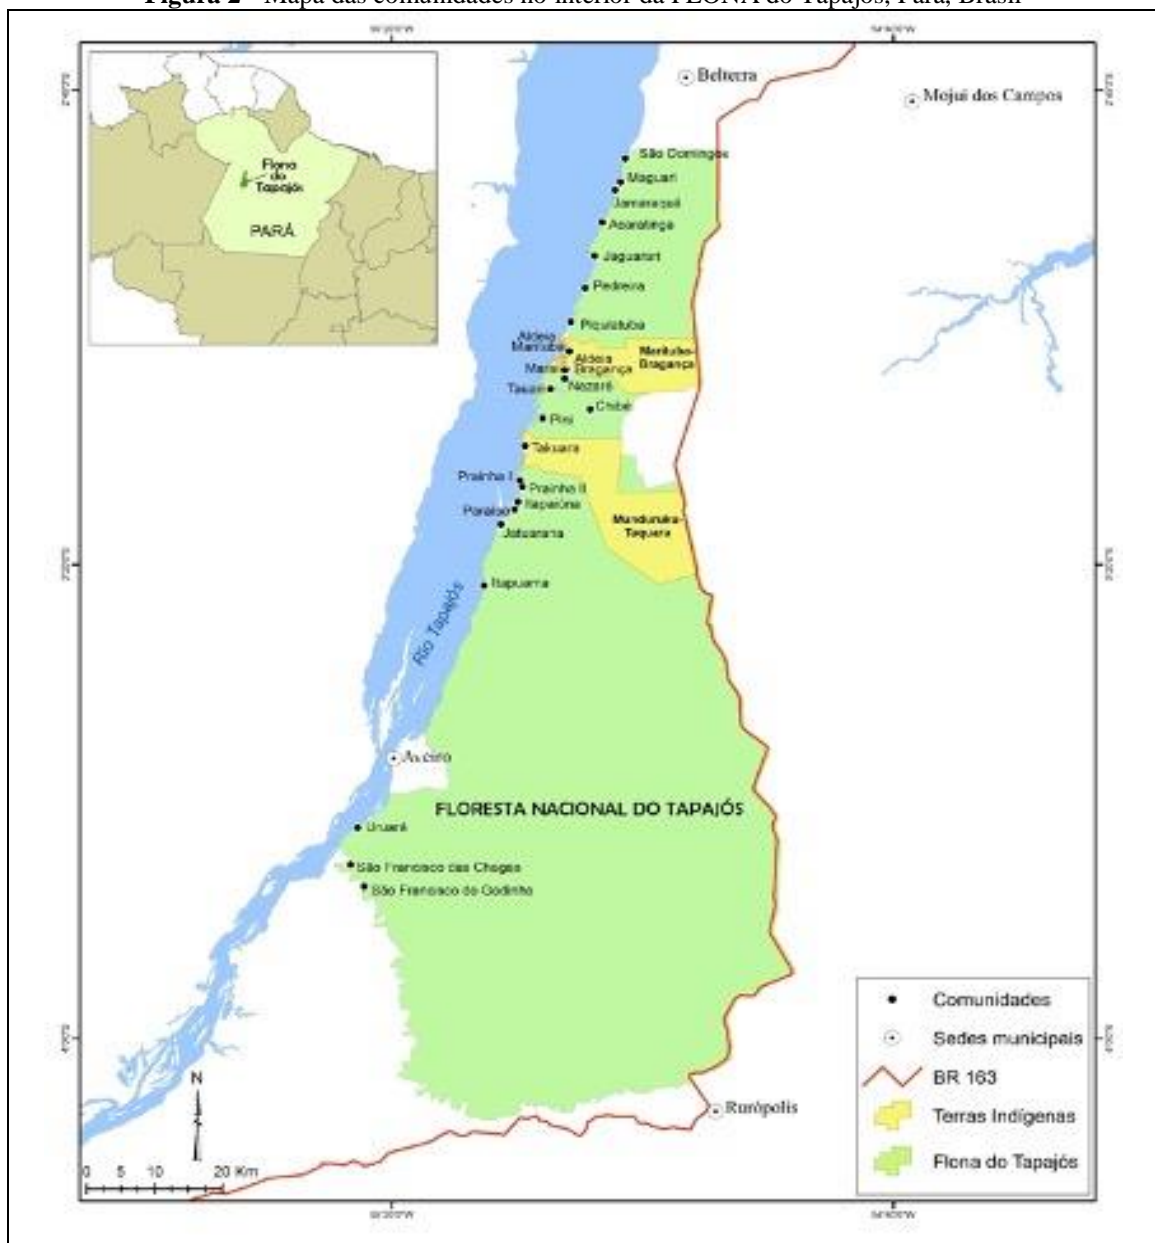 Figura 2 - Mapa das comunidades no interior da FLONA do Tapajós, Pará, Brasil
Belterra
Mojuí dos Campos
Flona
do
Tapajós
PARÁ
São Domingos
Maguari
Jamaraquá
Acaratinga
Jaguarari
Pedreira
Piquiatuba
Aldeia
Marituba
Marituba-
Bragança
Aldeia
Bragança
Marai
Nazaré
Tauari
Chibé
Pini
Takuara
Prainha I
Prainha II
Itapaiúna
Paraíso
Munduruku-
Taquara
Jatuarana
Itapuama
Rio Tapajós
Aveiro
FLORESTA NACIONAL DO TAPAJÓS
Uruará
São Francisco das Chagas
São Francisco do Godinho
Rurópolis
N
0 5 10 20 Km
Comunidades
Sedes municipais
BR 163
Terras Indígenas
Flona do Tapajós